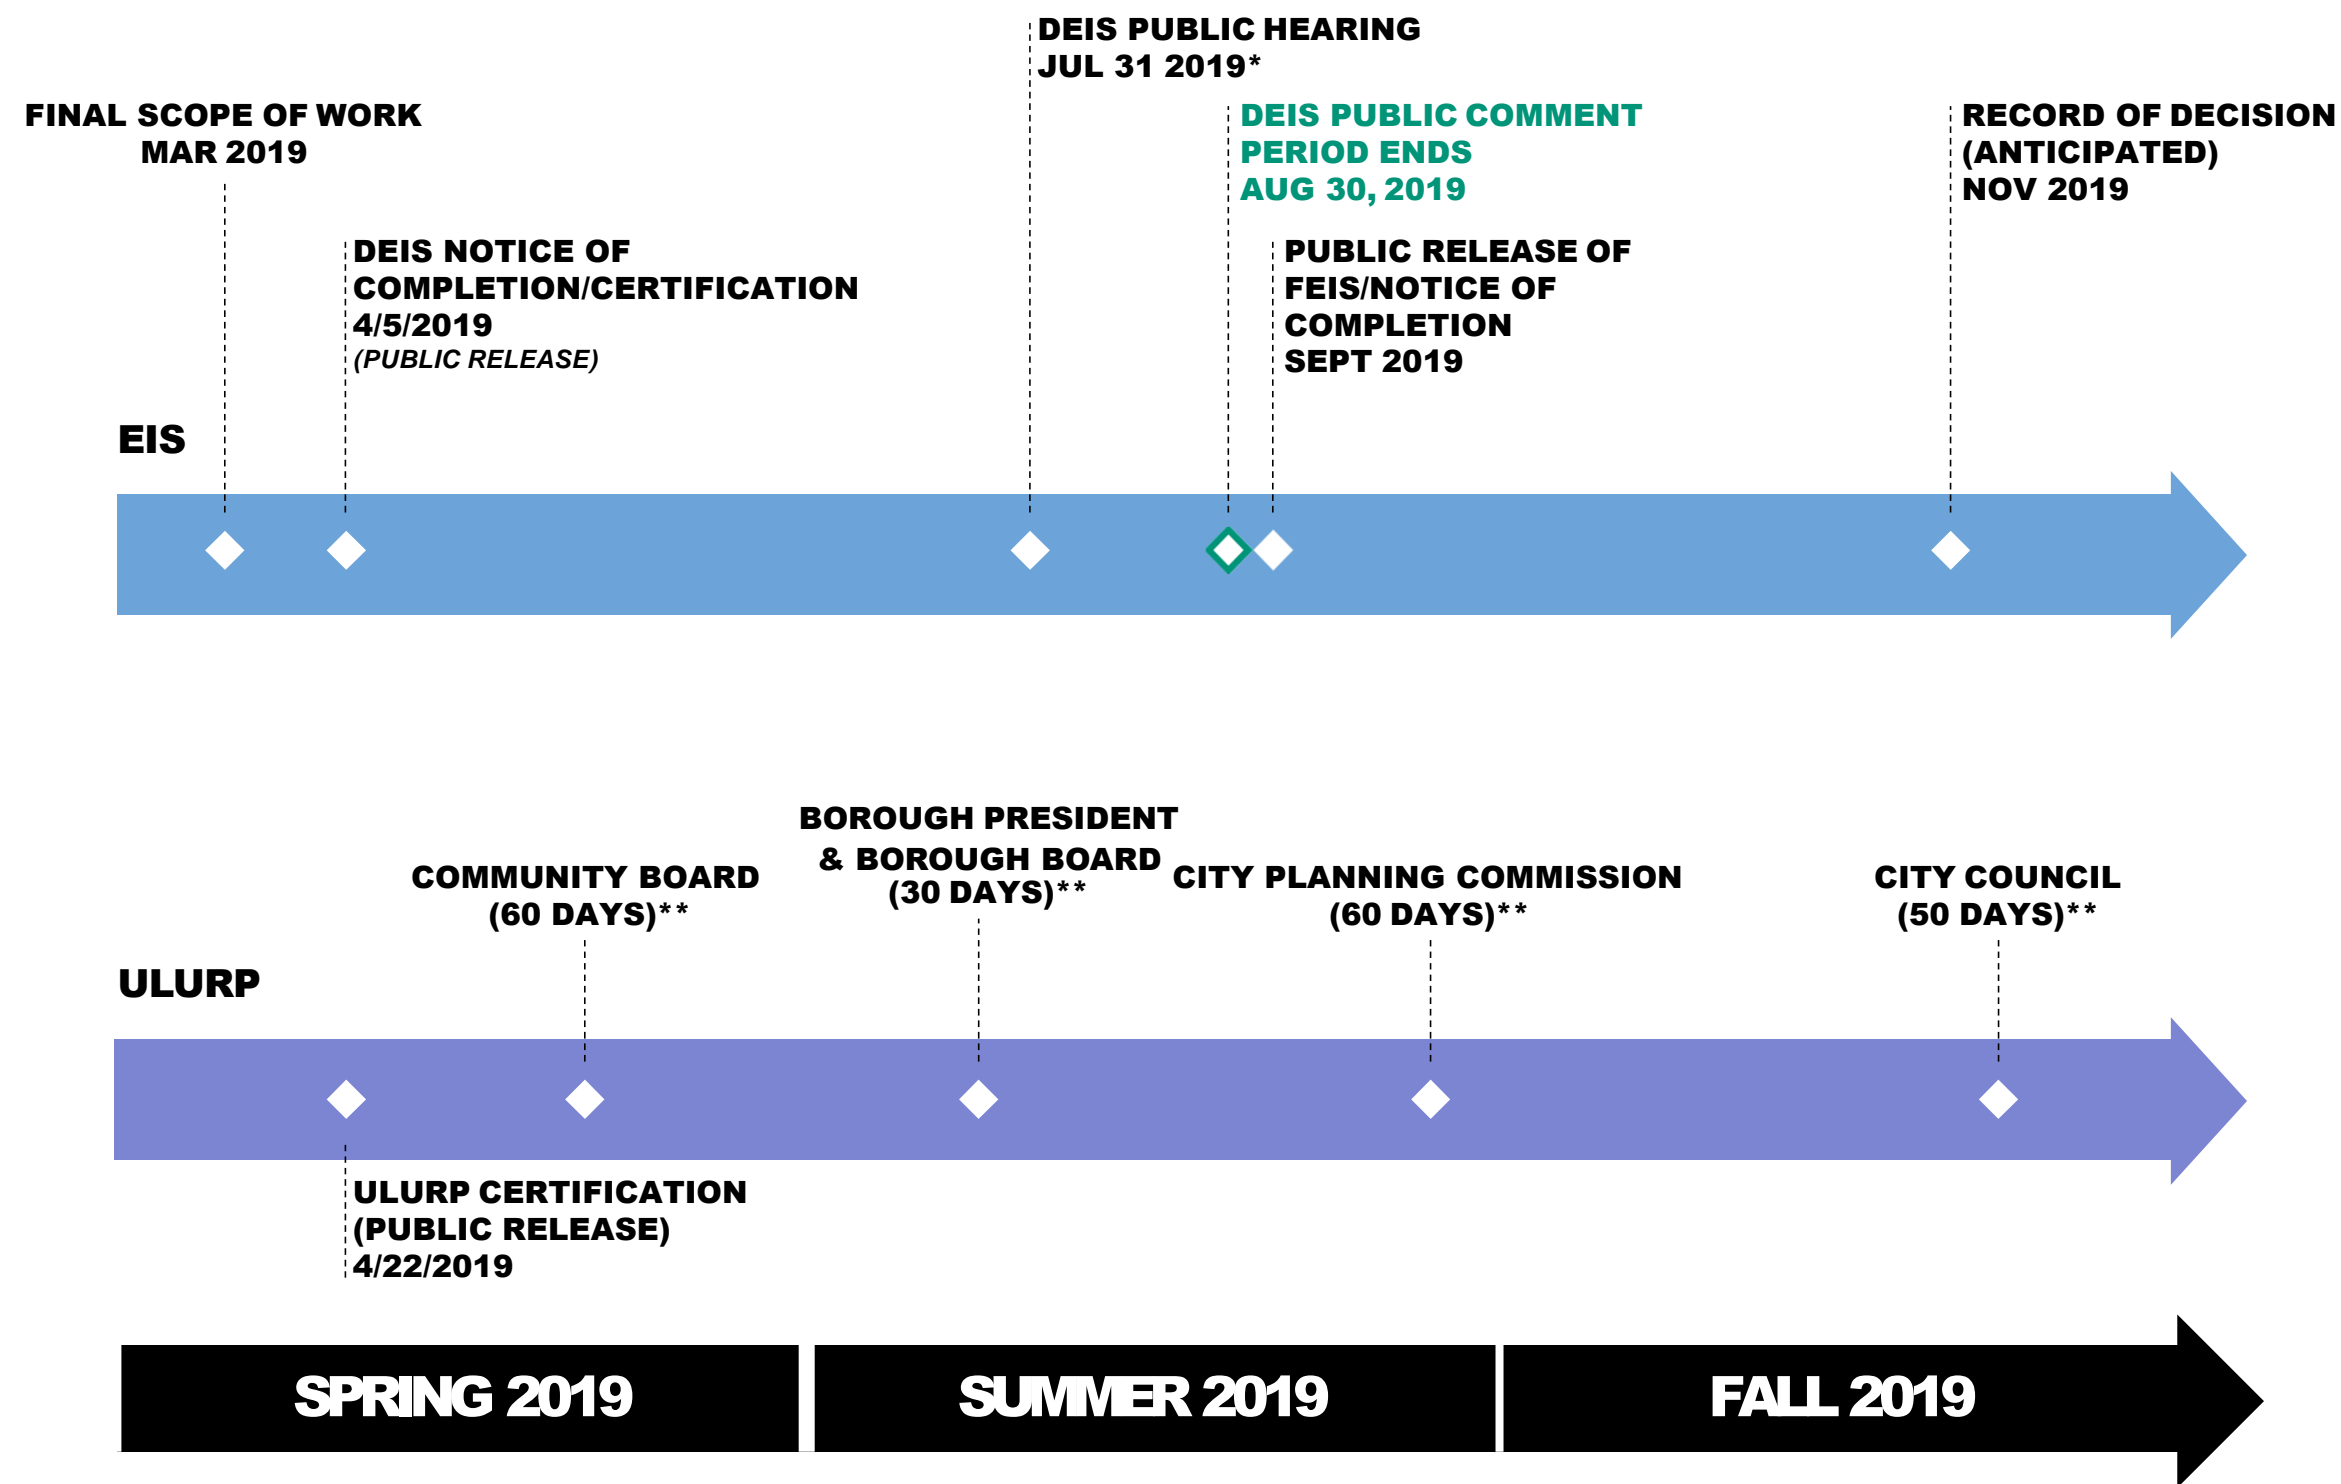 DEIS PUBLIC HEARING
JUL 31 2019*
FINAL SCOPE OF WORK
MAR 2019
DEIS PUBLIC COMMENT
PERIOD ENDS
AUG 30, 2019
RECORD OF DECISION
(ANTICIPATED)
NOV 2019
DEIS NOTICE OF
COMPLETION/CERTIFICATION
4/5/2019
(PUBLIC RELEASE)
PUBLIC RELEASE OF
FEIS/NOTICE OF
COMPLETION
SEPT 2019
EIS
BOROUGH PRESIDENT
& BOROUGH BOARD
(30 DAYS)**
COMMUNITY BOARD
(60 DAYS)**
CITY PLANNING COMMISSION
(60 DAYS)**
CITY COUNCIL
(50 DAYS)**
ULURP
ULURP CERTIFICATION
(PUBLIC RELEASE)
4/22/2019
SPRING 2019
SUMMER 2019
FALL 2019